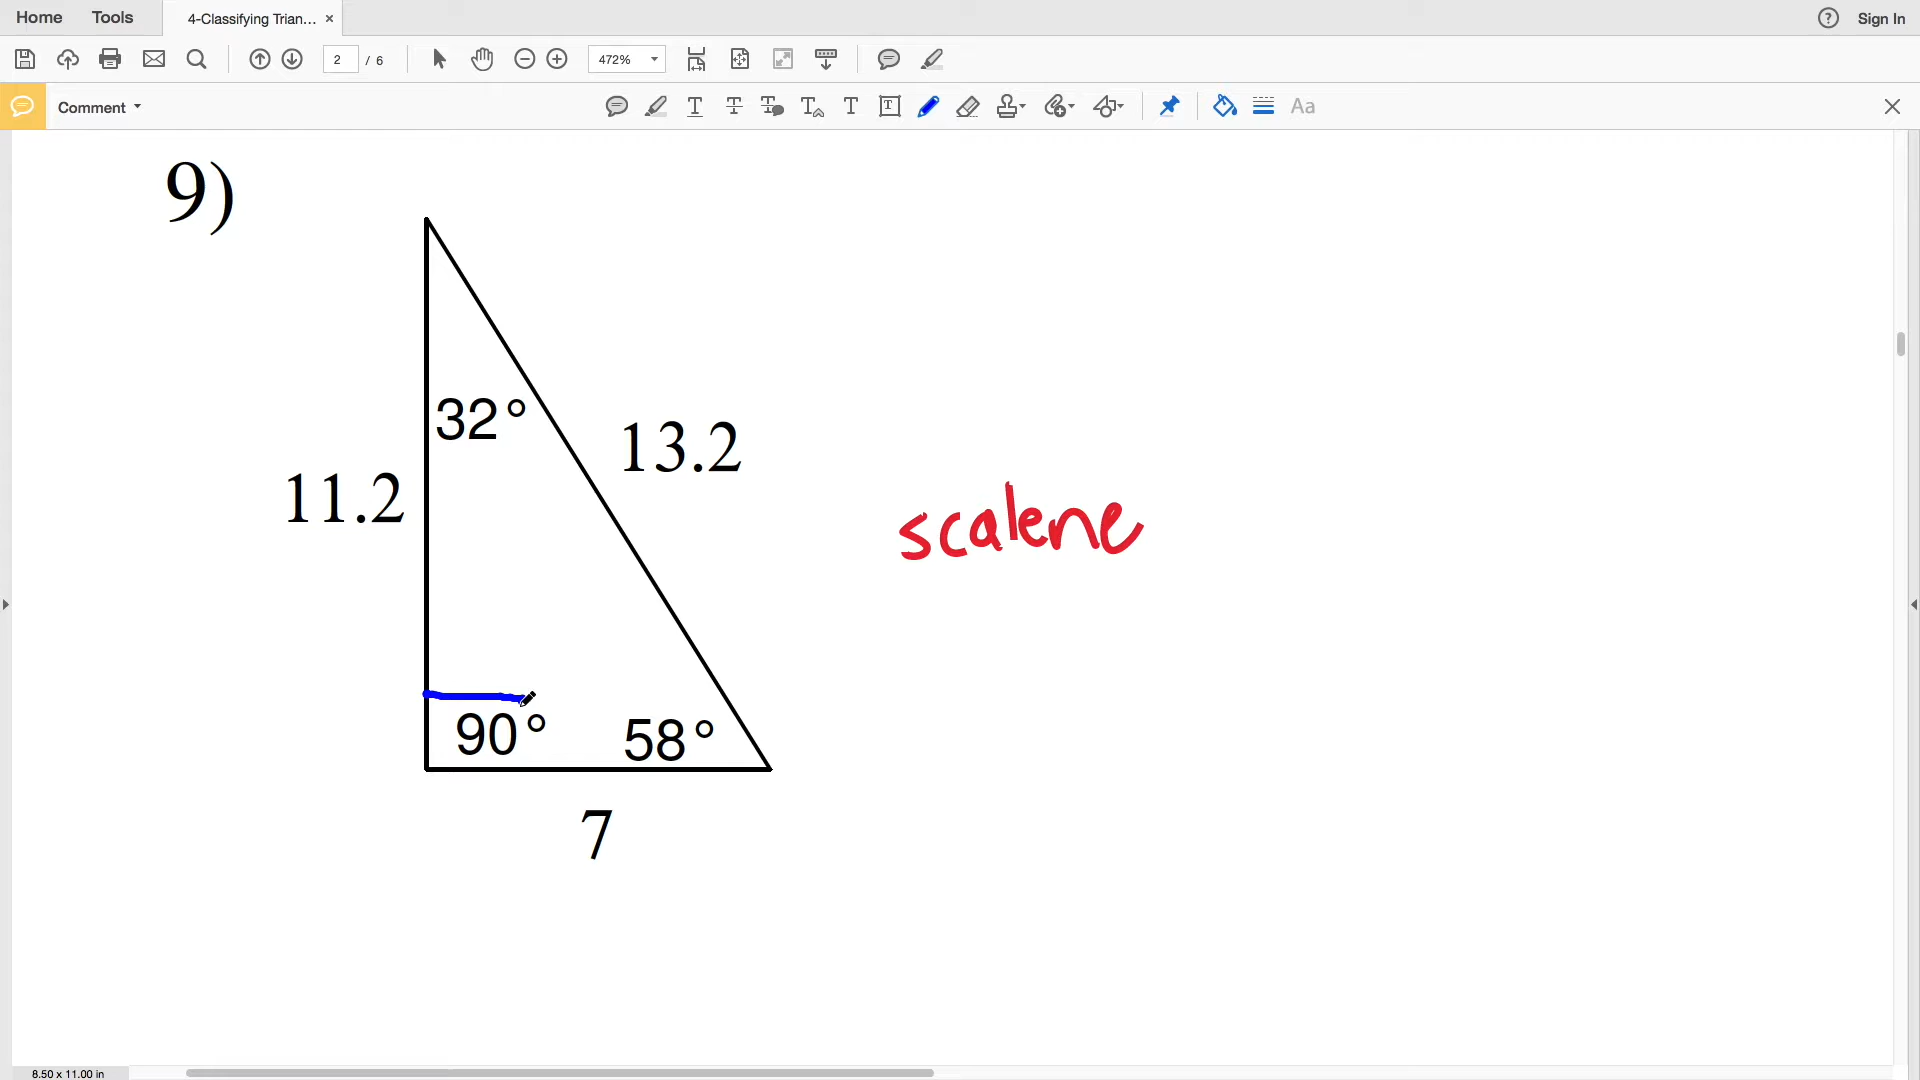 Home Tools 4-Classifying Trian... × ? Sign In
2 / 6 472%
Comment T T T T T T Aa
9)
32°
13.2
11.2
scalene
90° 58°
7
8.50 x 11.00 in